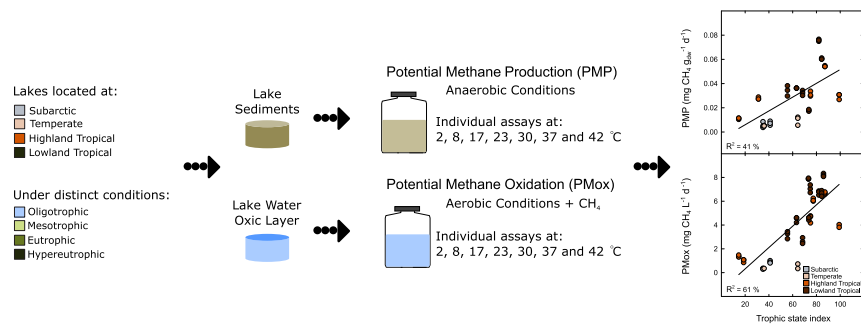 Lakes located at:
Subarctic
Temperate
Highland Tropical
Lowland Tropical
Under distinct conditions:
Oligotrophic
Mesotrophic
Eutrophic
Hypereutrophic
Lake
Sediments
Lake Water
Oxic Layer
Potential Methane Production (PMP)
Anaerobic Conditions
Individual assays at:
2, 8, 17, 23, 30, 37 and 42 °C
Potential Methane Oxidation (PMox)
Aerobic Conditions + CH₄
Individual assays at:
2, 8, 17, 23, 30, 37 and 42 °C
PMP (mg CH₄ g_dw⁻¹ d⁻¹)
0.08
0.06
0.04
0.02
0.00
R² = 41 %
PMox (mg CH₄ L⁻¹ d⁻¹)
8
6
4
2
0
R² = 61 %
Subarctic
Temperate
Highland Tropical
Lowland Tropical
20 40 60 80 100
Trophic state index